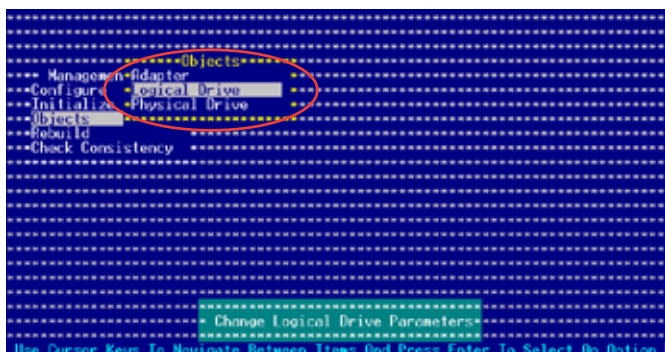 Objects
Management
Adapter
Configure
Logical Drive
Initialize
Physical Drive
Objects
Rebuild
Check Consistency
Change Logical Drive Parameters
Use Cursor Keys To Navigate Between Items And Press Enter To Select An Option